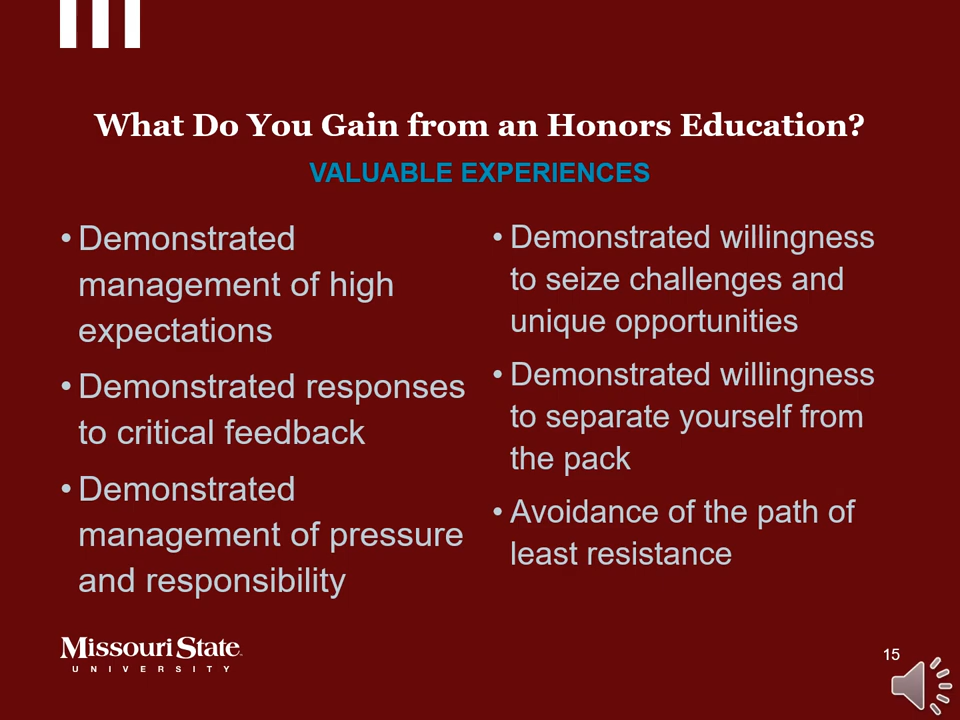 What Do You Gain from an Honors Education?
VALUABLE EXPERIENCES
• Demonstrated
management of high
expectations
• Demonstrated responses
to critical feedback
• Demonstrated
management of pressure
and responsibility
• Demonstrated willingness
to seize challenges and
unique opportunities
• Demonstrated willingness
to separate yourself from
the pack
• Avoidance of the path of
least resistance
Missouri State
UNIVERSITY
15